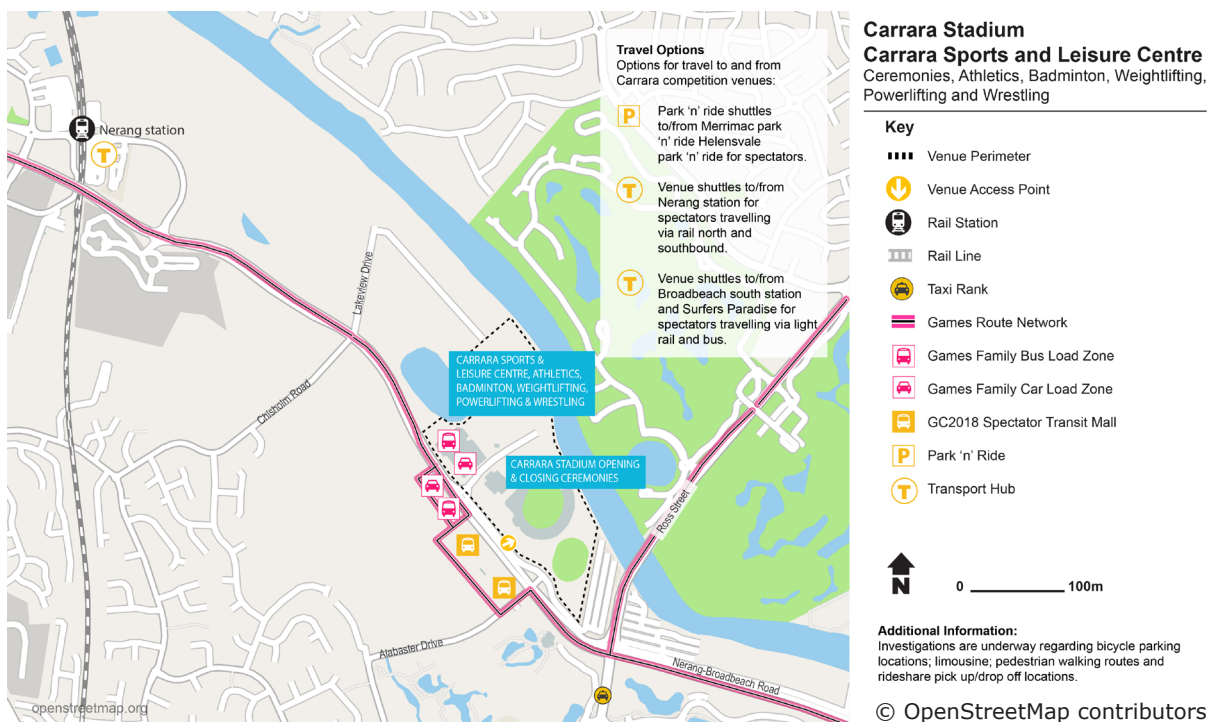 Carrara Stadium
Carrara Sports and Leisure Centre
Ceremonies, Athletics, Badminton, Weightlifting,
Powerlifting and Wrestling
Key
Venue Perimeter
Venue Access Point
Rail Station
Rail Line
Taxi Rank
Games Route Network
Games Family Bus Load Zone
Games Family Car Load Zone
GC2018 Spectator Transit Mall
P
Park ‘n’ Ride
T
Transport Hub
N
0
100m
Additional Information:
Investigations are underway regarding bicycle parking
locations; limousine; pedestrian walking routes and
rideshare pick up/drop off locations.
© OpenStreetMap contributors
Travel Options
Options for travel to and from
Carrara competition venues:
P
Park ‘n’ ride shuttles
to/from Merrimac park
‘n’ ride Helensvale
park ‘n’ ride for spectators.
T
Venue shuttles to/from
Nerang station for
spectators travelling
via rail north and
southbound.
T
Venue shuttles to/from
Broadbeach south station
and Surfers Paradise for
spectators travelling via light
rail and bus.
Nerang station
T
Lakeview Drive
Chisholm Road
CARRARA SPORTS &
LEISURE CENTRE, ATHLETICS,
BADMINTON, WEIGHTLIFTING,
POWERLIFTING & WRESTLING
CARRARA STADIUM OPENING
& CLOSING CEREMONIES
Ross Street
Alabaster Drive
Nerang-Broadbeach Road
openstreetmap.org